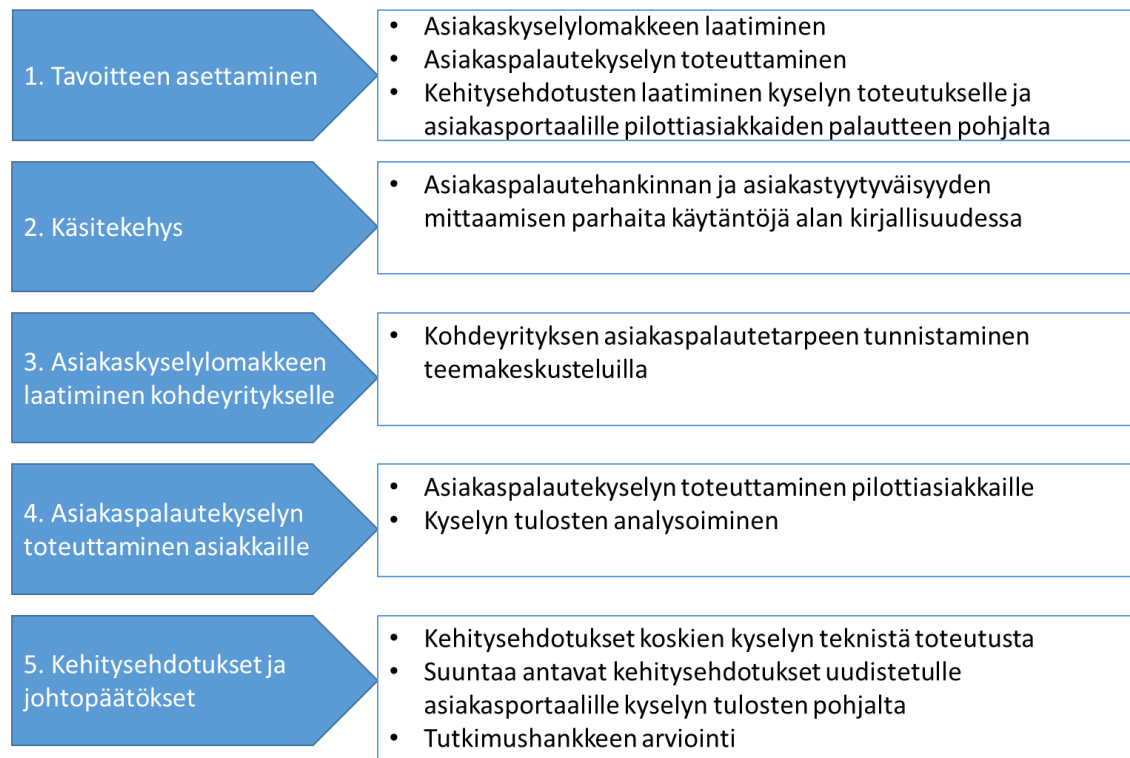 1. Tavoitteen asettaminen
• Asiakaskyselylomakkeen laatiminen
• Asiakaspalautekyselyn toteuttaminen
• Kehitysehdotusten laatiminen kyselyn toteutukselle ja
asiakasportaalille pilottiasiakkaiden palautteen pohjalta
2. Käsitekehys
• Asiakaspalautehankinnan ja asiakastyytyväisyyden
mittaamisen parhaita käytäntöjä alan kirjallisuudessa
3. Asiakaskyselylomakkeen
laatiminen kohdeyritykselle
• Kohdeyrityksen asiakaspalautetarpeen tunnistaminen
teemakeskusteluilla
4. Asiakaspalautekyselyn
toteuttaminen asiakkaille
• Asiakaspalautekyselyn toteuttaminen pilottiasiakkaille
• Kyselyn tulosten analysoiminen
5. Kehitysehdotukset ja
johtopäätökset
• Kehitysehdotukset koskien kyselyn teknistä toteutusta
• Suuntaa antavat kehitysehdotukset uudistetulle
asiakasportaalille kyselyn tulosten pohjalta
• Tutkimushankkeen arviointi